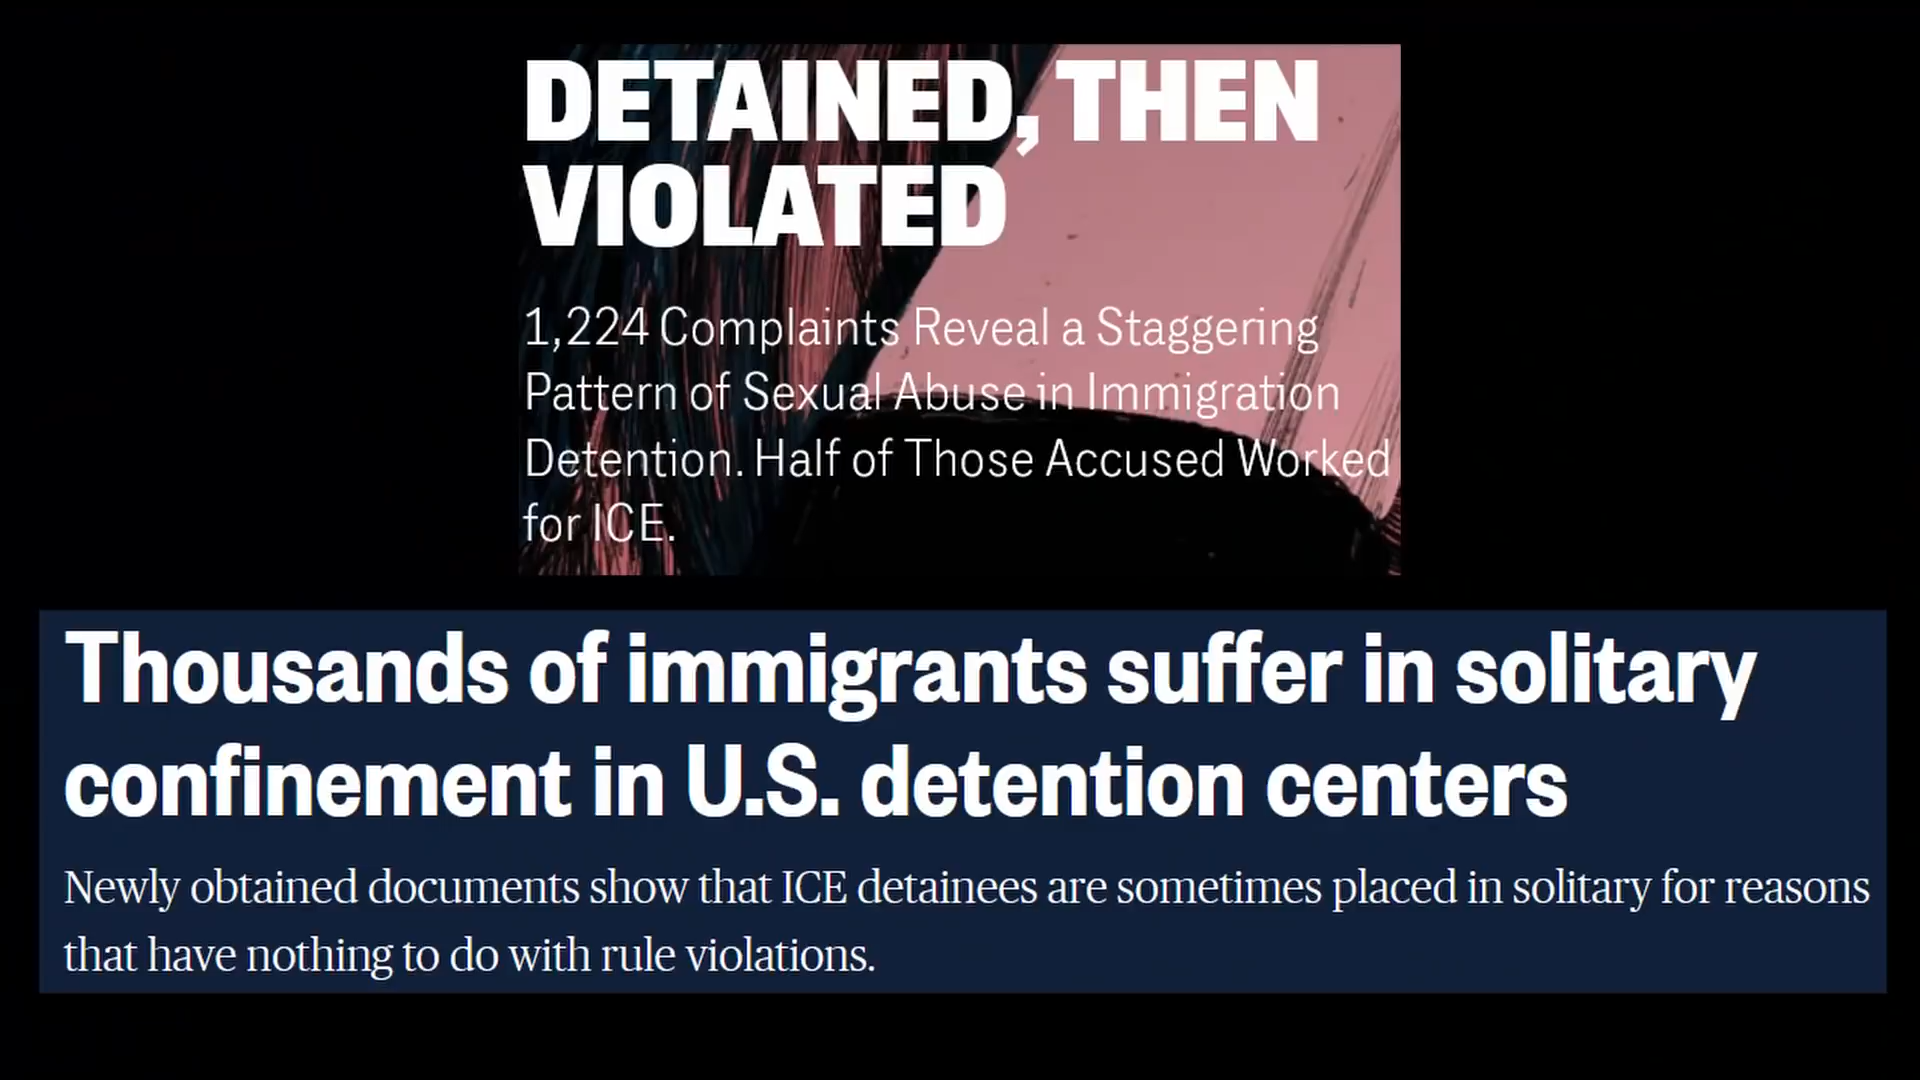 DETAINED, THEN
VIOLATED
1,224 Complaints Reveal a Staggering
Pattern of Sexual Abuse in Immigration
Detention. Half of Those Accused Worked
for ICE.
Thousands of immigrants suffer in solitary
confinement in U.S. detention centers
Newly obtained documents show that ICE detainees are sometimes placed in solitary for reasons
that have nothing to do with rule violations.